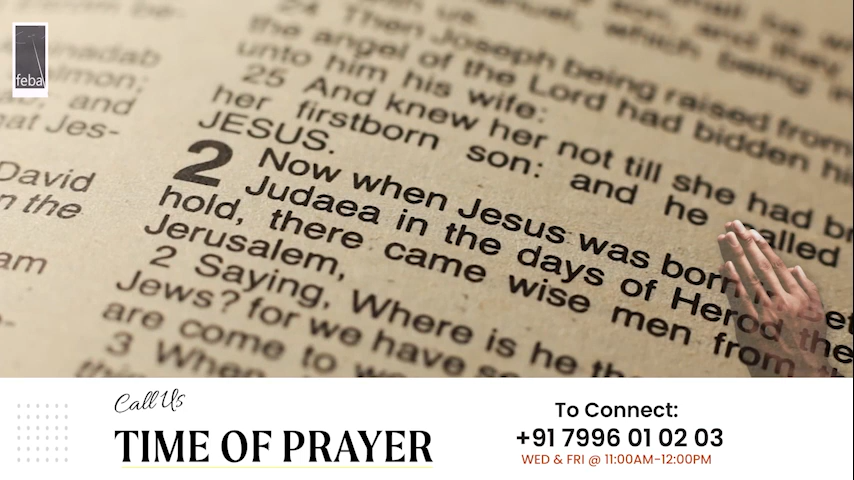 feba
24 Then Joseph being raised from
the angel of the Lord had bidden
unto him his wife:
25 And knew her not till she had
her firstborn son: and he called
JESUS.
2 Now when Jesus was born
Judaea in the days of Herod the
hold, there came wise men from
Jerusalem,
2 Saying, Where is he
Jews? for we have
are come to
3 When
and
Jes-
David
in the
Call Us
TIME OF PRAYER
To Connect:
+91 7996 01 02 03
WED & FRI @ 11:00AM-12:00PM